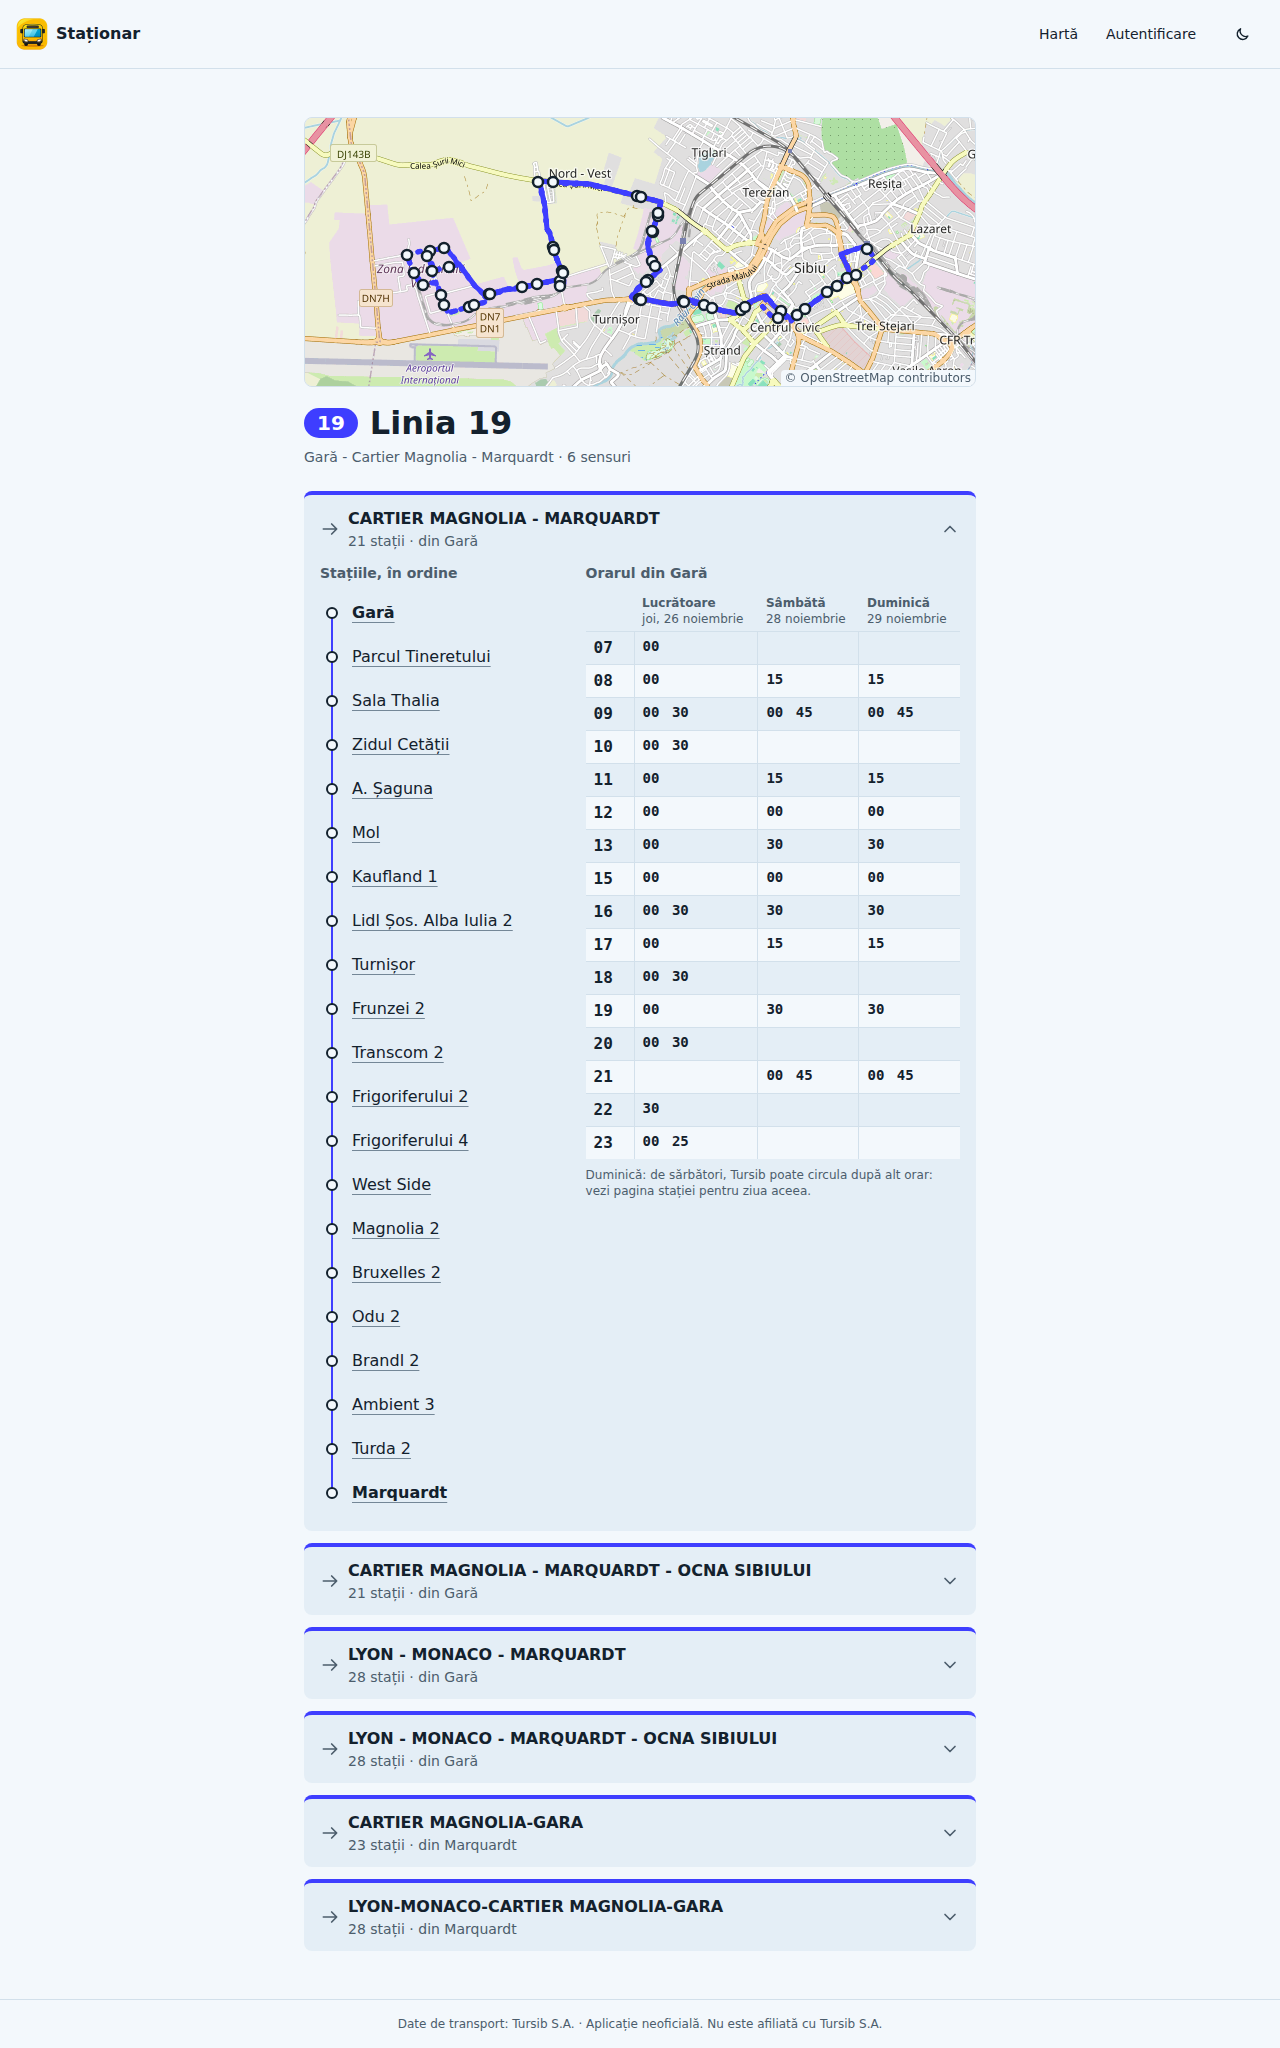 Staționar
Hartă
Autentificare
DJ143B
Calea Șurii Mici
Nord - Vest
Țiglari
Terezian
Reșița
Lazaret
Sibiu
Strada Malului
DN7H
DN7
DN1
Turnișor
Centrul Civic
Trei Stejari
Ștrand
CFR Tr
Aeroportul
Internațional
© OpenStreetMap contributors
19 Linia 19
Gară - Cartier Magnolia - Marquardt · 6 sensuri
CARTIER MAGNOLIA - MARQUARDT
21 stații · din Gară
Stațiile, în ordine
Gară
Parcul Tineretului
Sala Thalia
Zidul Cetății
A. Șaguna
Mol
Kaufland 1
Lidl Șos. Alba Iulia 2
Turnișor
Frunzei 2
Transcom 2
Frigoriferului 2
Frigoriferului 4
West Side
Magnolia 2
Bruxelles 2
Odu 2
Brandl 2
Ambient 3
Turda 2
Marquardt
Orarul din Gară
Lucrătoare Sâmbătă Duminică
joi, 26 noiembrie 28 noiembrie 29 noiembrie
07 00
08 00 15 15
09 00 30 00 45 00 45
10 00 30
11 00 15 15
12 00 00 00
13 00 30 30
15 00 00 00
16 00 30 30 30
17 00 15 15
18 00 30
19 00 30 30
20 00 30
21 00 45 00 45
22 30
23 00 25
Duminică: de sărbători, Tursib poate circula după alt orar:
vezi pagina stației pentru ziua aceea.
CARTIER MAGNOLIA - MARQUARDT - OCNA SIBIULUI
21 stații · din Gară
LYON - MONACO - MARQUARDT
28 stații · din Gară
LYON - MONACO - MARQUARDT - OCNA SIBIULUI
28 stații · din Gară
CARTIER MAGNOLIA-GARA
23 stații · din Marquardt
LYON-MONACO-CARTIER MAGNOLIA-GARA
28 stații · din Marquardt
Date de transport: Tursib S.A. · Aplicație neoficială. Nu este afiliată cu Tursib S.A.